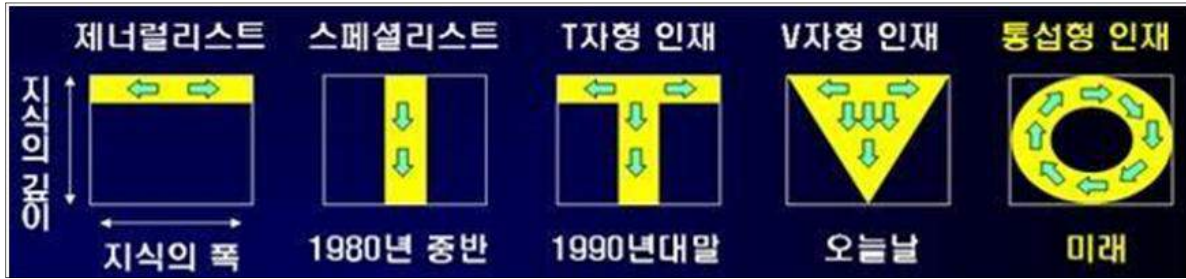 제너럴리스트 스페셜리스트 T자형 인재 V자형 인재 통섭형 인재
지식의 깊이
지식의 폭 1980년 중반 1990년대말 오늘날 미래